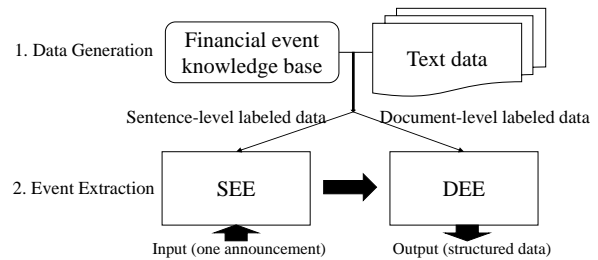 1. Data Generation
Financial event
knowledge base
Text data
Sentence-level labeled data
Document-level labeled data
2. Event Extraction
SEE
DEE
Input (one announcement)
Output (structured data)